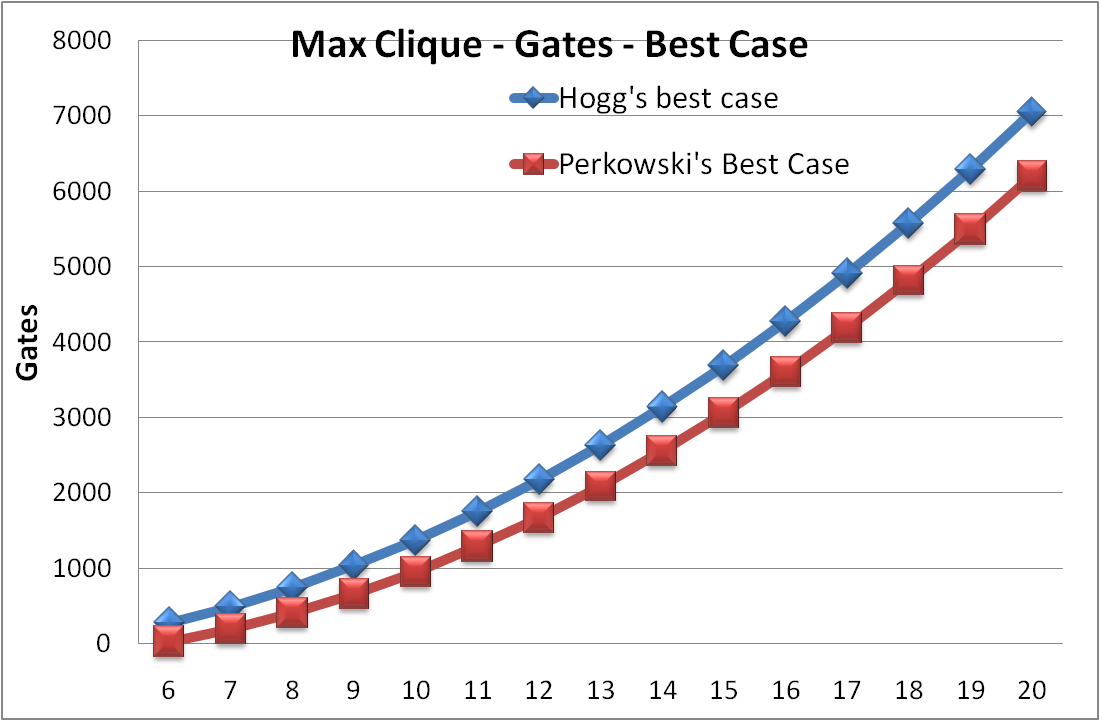 Max Clique - Gates - Best Case
Hogg's best case
Perkowski's Best Case
Gates
8000
7000
6000
5000
4000
3000
2000
1000
0
6 7 8 9 10 11 12 13 14 15 16 17 18 19 20